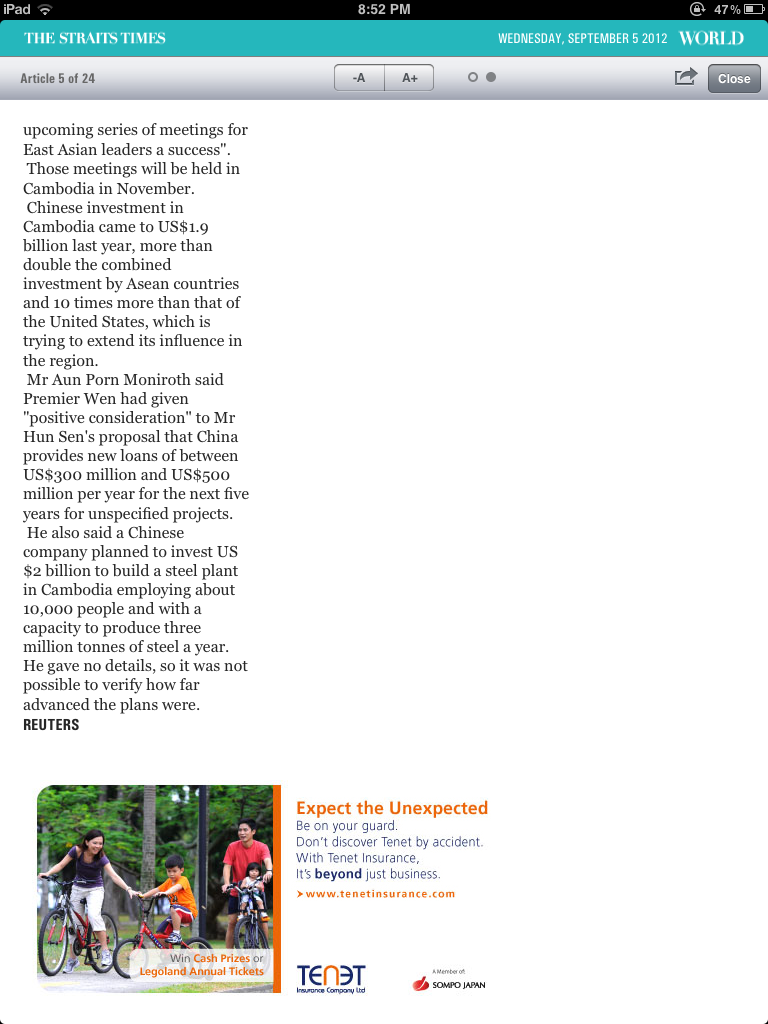 iPad
8:52 PM
47%
THE STRAITS TIMES
WEDNESDAY, SEPTEMBER 5 2012 WORLD
Article 5 of 24
-A A+
Close
upcoming series of meetings for
East Asian leaders a success".
Those meetings will be held in
Cambodia in November.
Chinese investment in
Cambodia came to US$1.9
billion last year, more than
double the combined
investment by Asean countries
and 10 times more than that of
the United States, which is
trying to extend its influence in
the region.
Mr Aun Porn Moniroth said
Premier Wen had given
"positive consideration" to Mr
Hun Sen's proposal that China
provides new loans of between
US$300 million and US$500
million per year for the next five
years for unspecified projects.
He also said a Chinese
company planned to invest US
$2 billion to build a steel plant
in Cambodia employing about
10,000 people and with a
capacity to produce three
million tonnes of steel a year.
He gave no details, so it was not
possible to verify how far
advanced the plans were.
REUTERS
Win Cash Prizes or
Legoland Annual Tickets
Expect the Unexpected
Be on your guard.
Don't discover Tenet by accident.
With Tenet Insurance,
It's beyond just business.
➤www.tenetinsurance.com
TENET
Insurance Company Ltd
A Member of:
SOMPO JAPAN